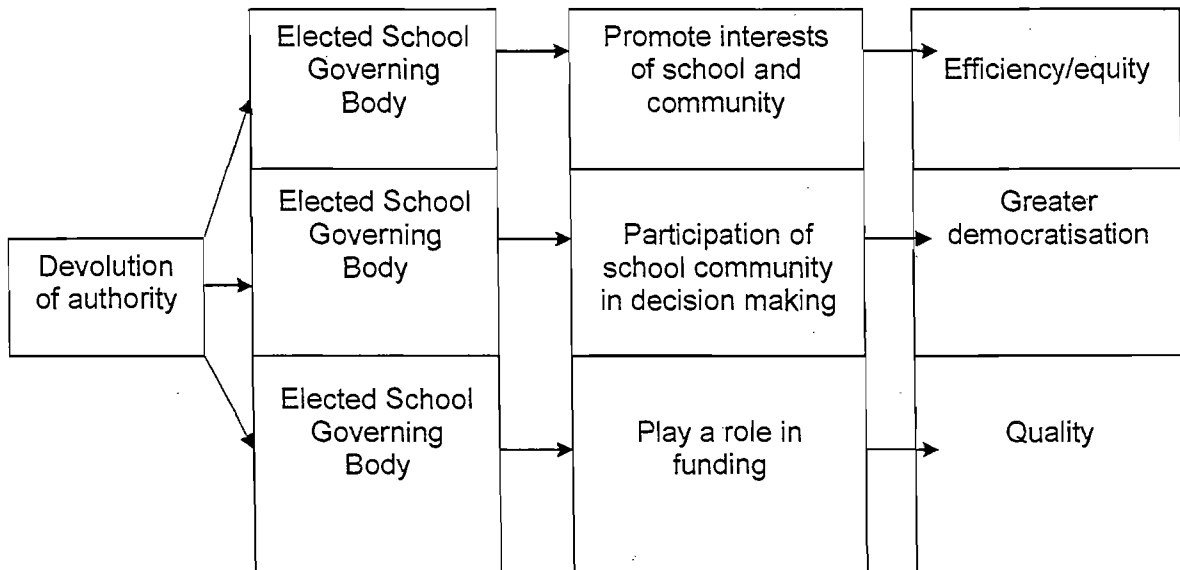 Elected School
Governing
Body
Promote interests
of school and
community
Efficiency/equity
Devolution
of authority
Elected School
Governing
Body
Participation of
school community
in decision making
Greater
democratisation
Elected School
Governing
Body
Play a role in
funding
Quality